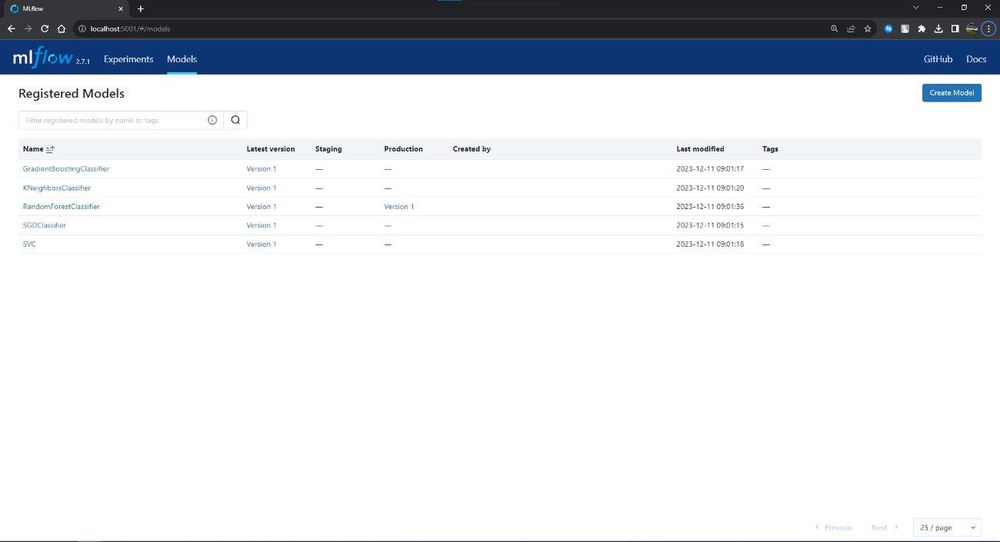 MLflow
localhost:5001/#/models
mlflow 2.7.1 Experiments Models GitHub Docs
Registered Models Create Model
Filter registered models by name or tags
Name Latest version Staging Production Created by Last modified Tags
GradientBoostingClassifier Version 1 — — 2023-12-11 09:01:17 —
KNeighborsClassifier Version 1 — — 2023-12-11 09:01:20 —
RandomForestClassifier Version 1 — Version 1 2023-12-11 09:01:36 —
SGDClassifier Version 1 — — 2023-12-11 09:01:15 —
SVC Version 1 — — 2023-12-11 09:01:18 —
Previous Next 25 / page